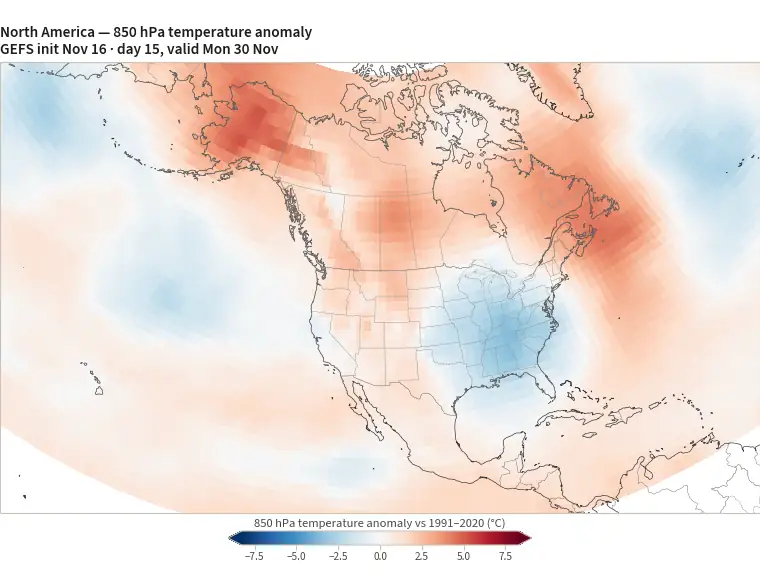 North America — 850 hPa temperature anomaly
GEFS init Nov 16 · day 15, valid Mon 30 Nov
850 hPa temperature anomaly vs 1991–2020 (°C)
−7.5 −5.0 −2.5 0.0 2.5 5.0 7.5